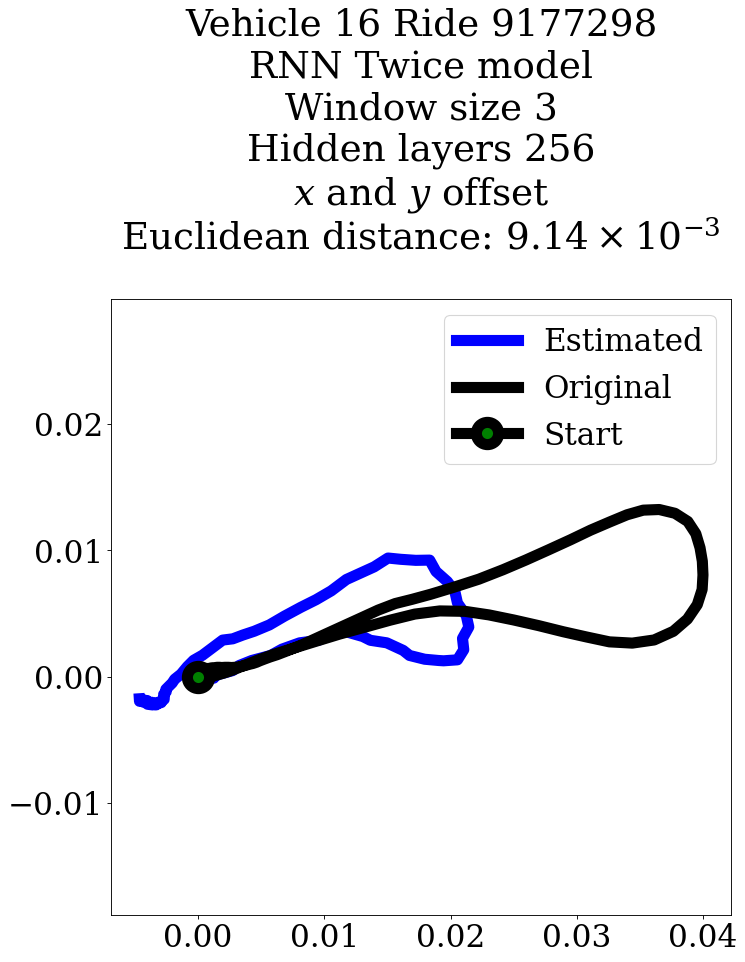 Vehicle 16 Ride 9177298
RNN Twice model
Window size 3
Hidden layers 256
x and y offset
Euclidean distance: 9.14 × 10⁻³
Estimated
Original
Start
0.02
0.01
0.00
−0.01
0.00 0.01 0.02 0.03 0.04